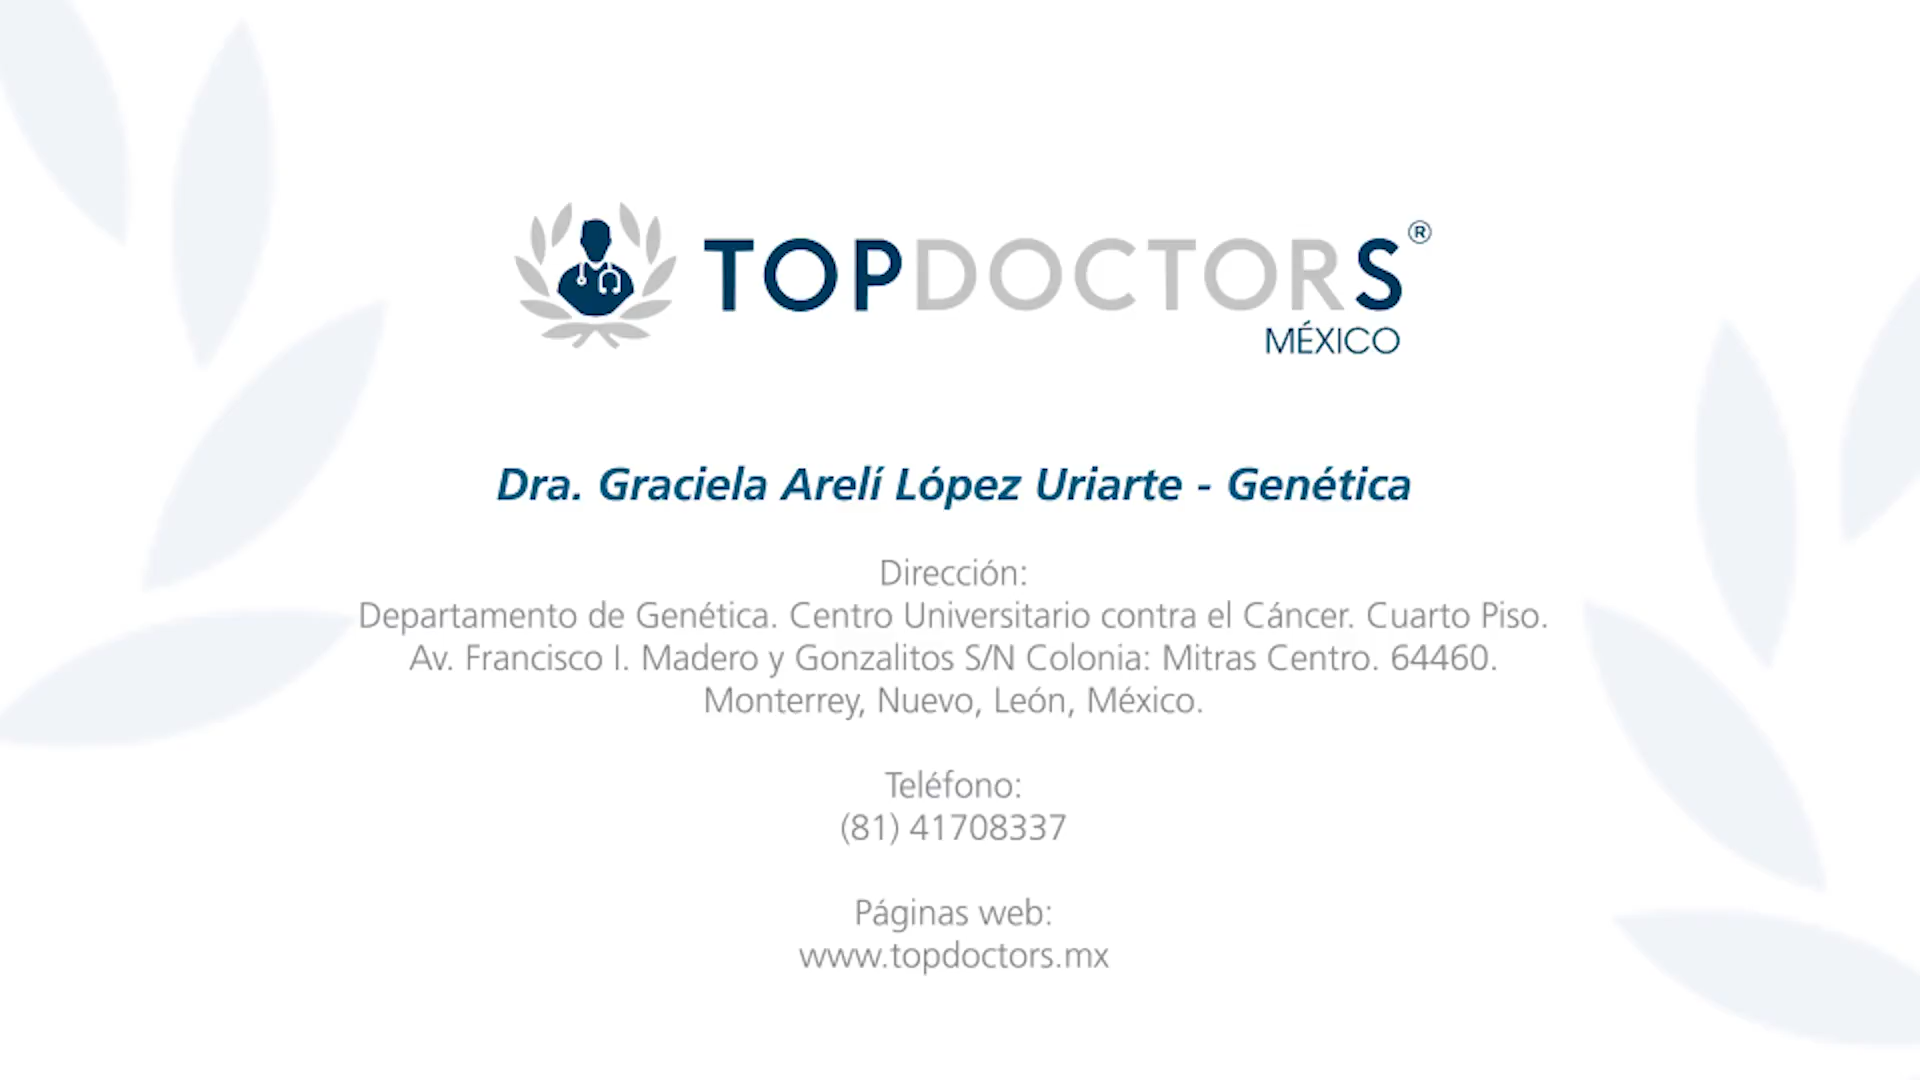 TOPDOCTORS®
MÉXICO
Dra. Graciela Arelí López Uriarte - Genética
Dirección:
Departamento de Genética. Centro Universitario contra el Cáncer. Cuarto Piso.
Av. Francisco I. Madero y Gonzalitos S/N Colonia: Mitras Centro. 64460.
Monterrey, Nuevo, León, México.
Teléfono:
(81) 41708337
Páginas web:
www.topdoctors.mx